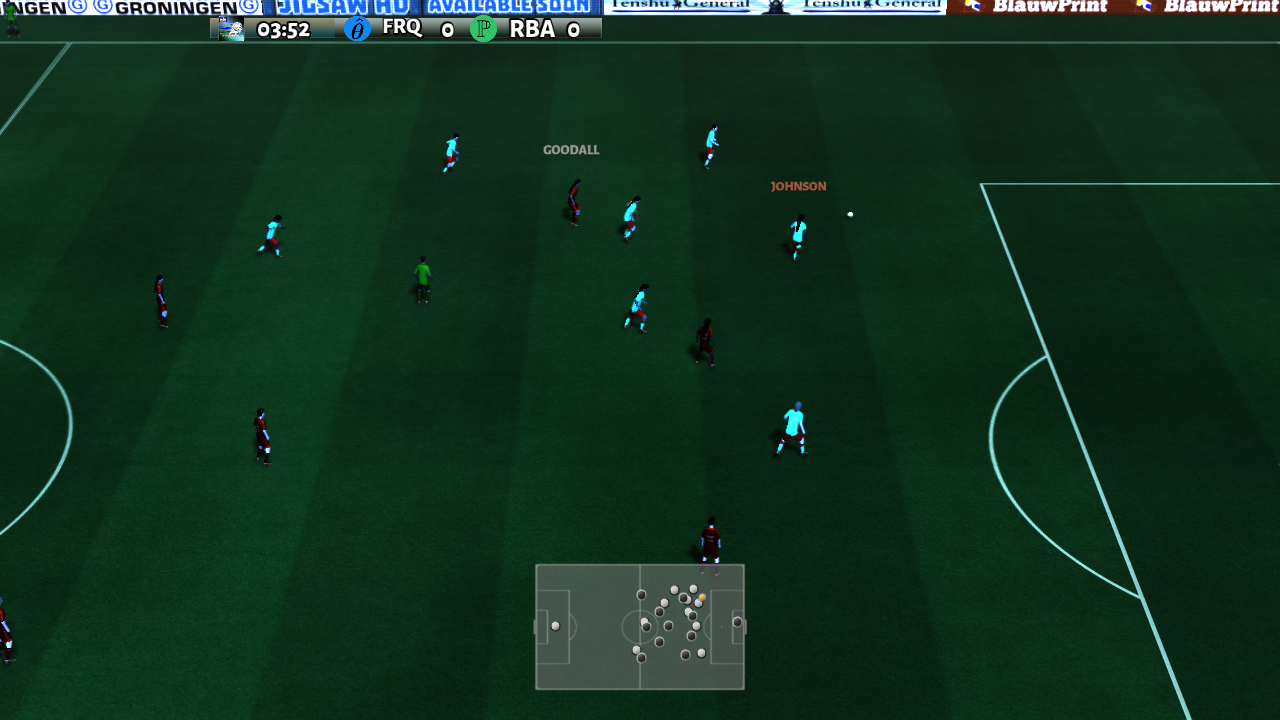 NGEN G G GRONINGEN G JIGSAW HD AVAILABLE SOON Tenshu General Tenshu General BlauwPrint BlauwPrint
03:52 FRQ 0 P RBA 0
GOODALL
JOHNSON